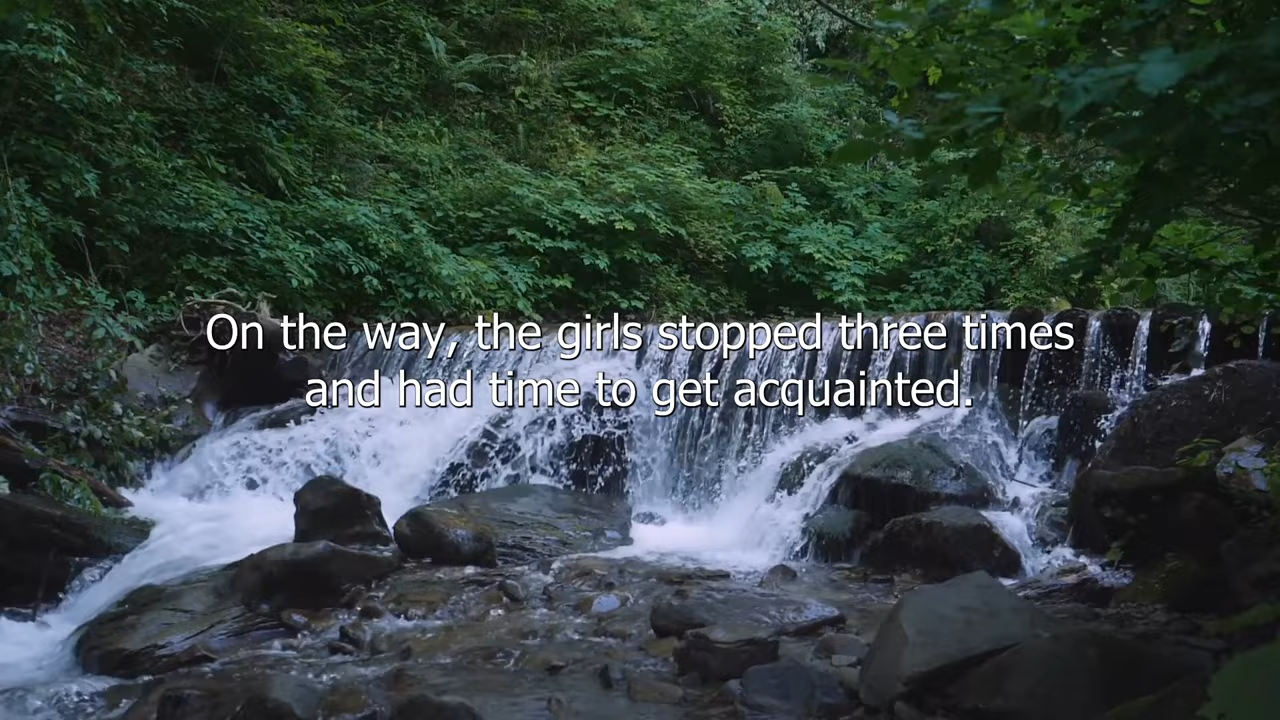 On the way, the girls stopped three times
and had time to get acquainted.